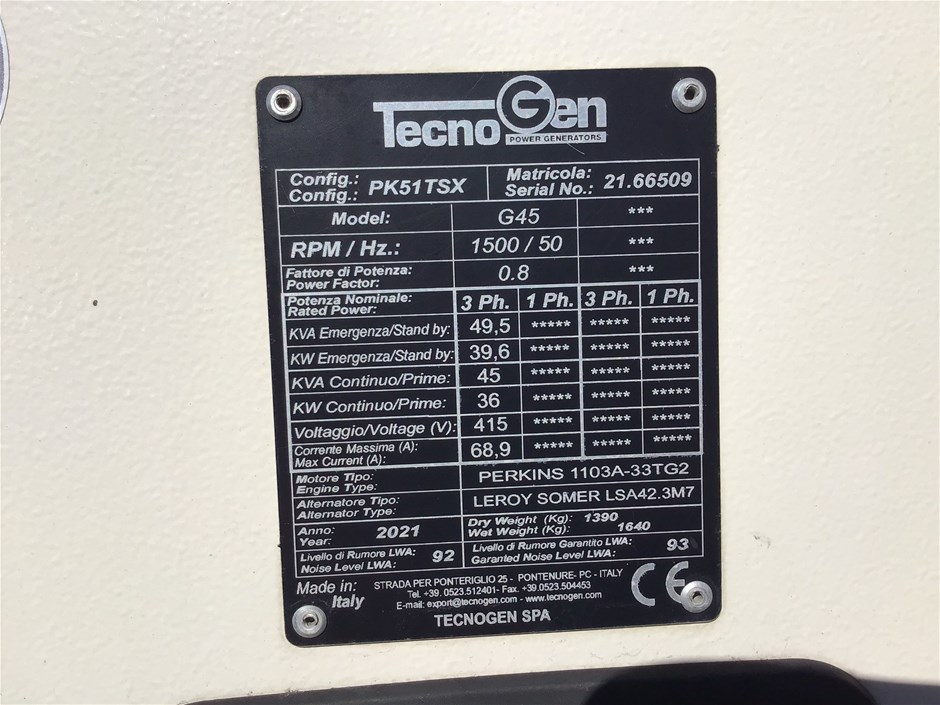 TecnoGen
POWER GENERATORS
Config.: Config.: PK51TSX Matricola: Serial No.: 21.66509
Model: G45 ***
RPM / Hz.: 1500 / 50 ***
Fattore di Potenza: Power Factor: 0.8 ***
Potenza Nominale: Rated Power: 3 Ph. 1 Ph. 3 Ph. 1 Ph.
KVA Emergenza/Stand by: 49,5 ***** ***** *****
KW Emergenza/Stand by: 39,6 ***** ***** *****
KVA Continuo/Prime: 45 ***** ***** *****
KW Continuo/Prime: 36 ***** ***** *****
Voltaggio/Voltage (V): 415 ***** ***** *****
Corrente Massima (A): Max Current (A): 68,9 ***** ***** *****
Motore Tipo: Engine Type: PERKINS 1103A-33TG2
Alternatore Tipo: Alternator Type: LEROY SOMER LSA42.3M7
Anno: Year: 2021 Dry Weight (Kg): 1390 Wet Weight (Kg): 1640
Livello di Rumore LWA: Noise Level LWA: 92 Livello di Rumore Garantito LWA: Garanted Noise Level LWA: 93
Made in: Italy
STRADA PER PONTERIGLIO 25 - PONTENURE- PC - ITALY
Tel. +39.0523.512401- Fax. +39.0523.504453
E-mail: export@tecnogen.com - www.tecnogen.com
TECNOGEN SPA
CE